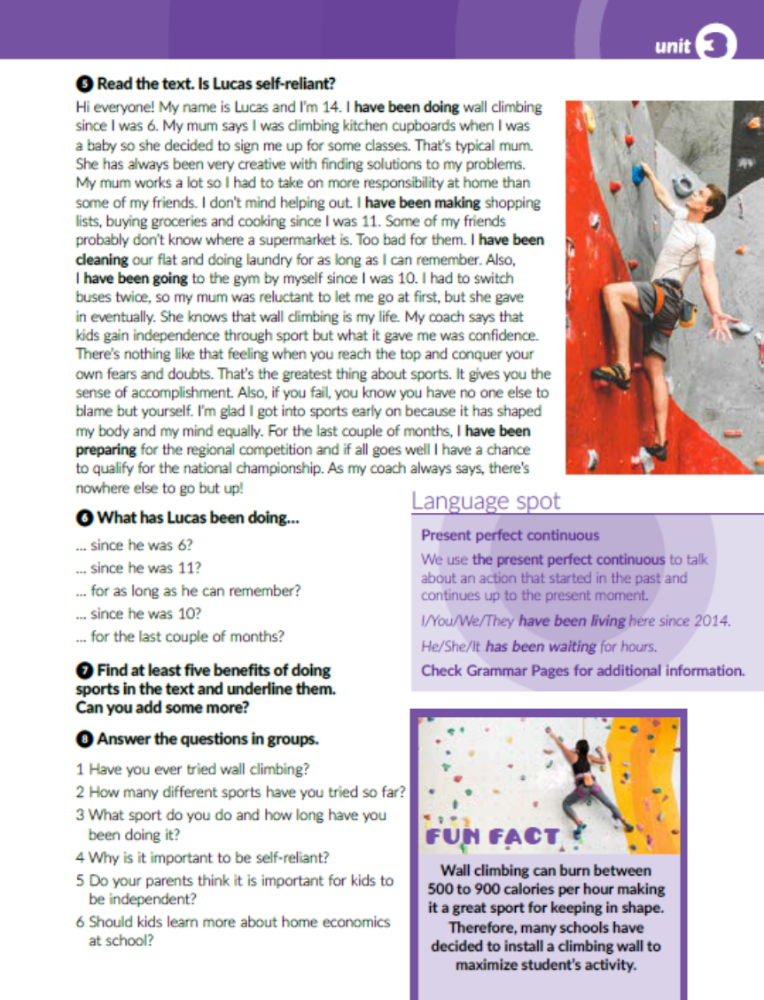 unit 3
5 Read the text. Is Lucas self-reliant?
Hi everyone! My name is Lucas and I'm 14. I have been doing wall climbing
since I was 6. My mum says I was climbing kitchen cupboards when I was
a baby so she decided to sign me up for some classes. That's typical mum.
She has always been very creative with finding solutions to my problems.
My mum works a lot so I had to take on more responsibility at home than
some of my friends. I don't mind helping out. I have been making shopping
lists, buying groceries and cooking since I was 11. Some of my friends
probably don't know where a supermarket is. Too bad for them. I have been
cleaning our flat and doing laundry for as long as I can remember. Also,
I have been going to the gym by myself since I was 10. I had to switch
buses twice, so my mum was reluctant to let me go at first, but she gave
in eventually. She knows that wall climbing is my life. My coach says that
kids gain independence through sport but what it gave me was confidence.
There's nothing like that feeling when you reach the top and conquer your
own fears and doubts. That's the greatest thing about sports. It gives you the
sense of accomplishment. Also, if you fail, you know you have no one else to
blame but yourself. I'm glad I got into sports early on because it has shaped
my body and my mind equally. For the last couple of months, I have been
preparing for the regional competition and if all goes well I have a chance
to qualify for the national championship. As my coach always says, there's
nowhere else to go but up!
6 What has Lucas been doing...
... since he was 6?
... since he was 11?
... for as long as he can remember?
... since he was 10?
... for the last couple of months?
7 Find at least five benefits of doing
sports in the text and underline them.
Can you add some more?
8 Answer the questions in groups.
1 Have you ever tried wall climbing?
2 How many different sports have you tried so far?
3 What sport do you do and how long have you
been doing it?
4 Why is it important to be self-reliant?
5 Do your parents think it is important for kids to
be independent?
6 Should kids learn more about home economics
at school?
Language spot
Present perfect continuous
We use the present perfect continuous to talk
about an action that started in the past and
continues up to the present moment.
I/You/We/They have been living here since 2014.
He/She/It has been waiting for hours.
Check Grammar Pages for additional information.
FUN FACT
Wall climbing can burn between
500 to 900 calories per hour making
it a great sport for keeping in shape.
Therefore, many schools have
decided to install a climbing wall to
maximize student's activity.